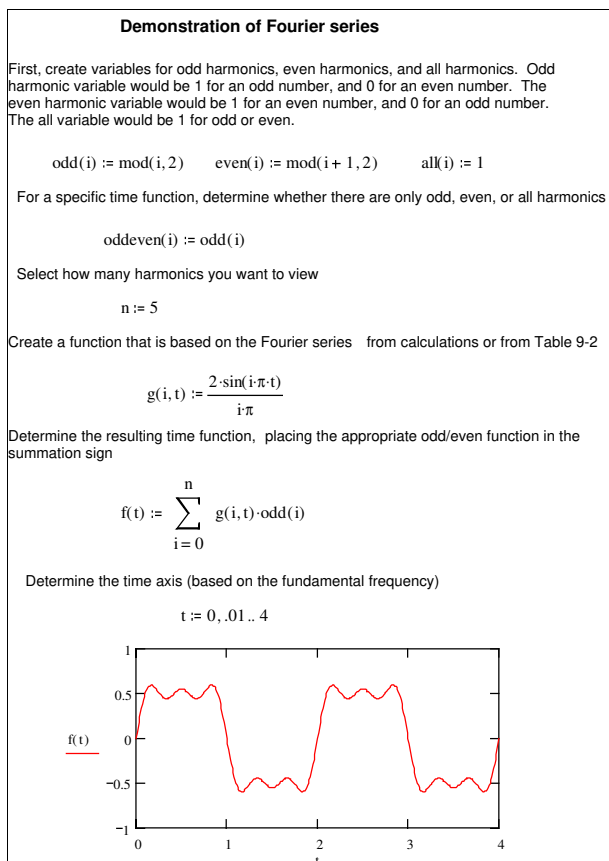 Demonstration of Fourier series
First, create variables for odd harmonics, even harmonics, and all harmonics. Odd
harmonic variable would be 1 for an odd number, and 0 for an even number. The
even harmonic variable would be 1 for an even number, and 0 for an odd number.
The all variable would be 1 for odd or even.
odd(i) := mod(i, 2) even(i) := mod(i + 1, 2) all(i) := 1
For a specific time function, determine whether there are only odd, even, or all harmonics
oddeven(i) := odd(i)
Select how many harmonics you want to view
n := 5
Create a function that is based on the Fourier series from calculations or from Table 9-2
g(i, t) := 2·sin(i·π·t)
i·π
Determine the resulting time function, placing the appropriate odd/even function in the
summation sign
n
f(t) := ∑ g(i, t)·odd(i)
i = 0
Determine the time axis (based on the fundamental frequency)
t := 0, .01 .. 4
1
0.5
f(t) 0
−0.5
−1
0 1 2 3 4